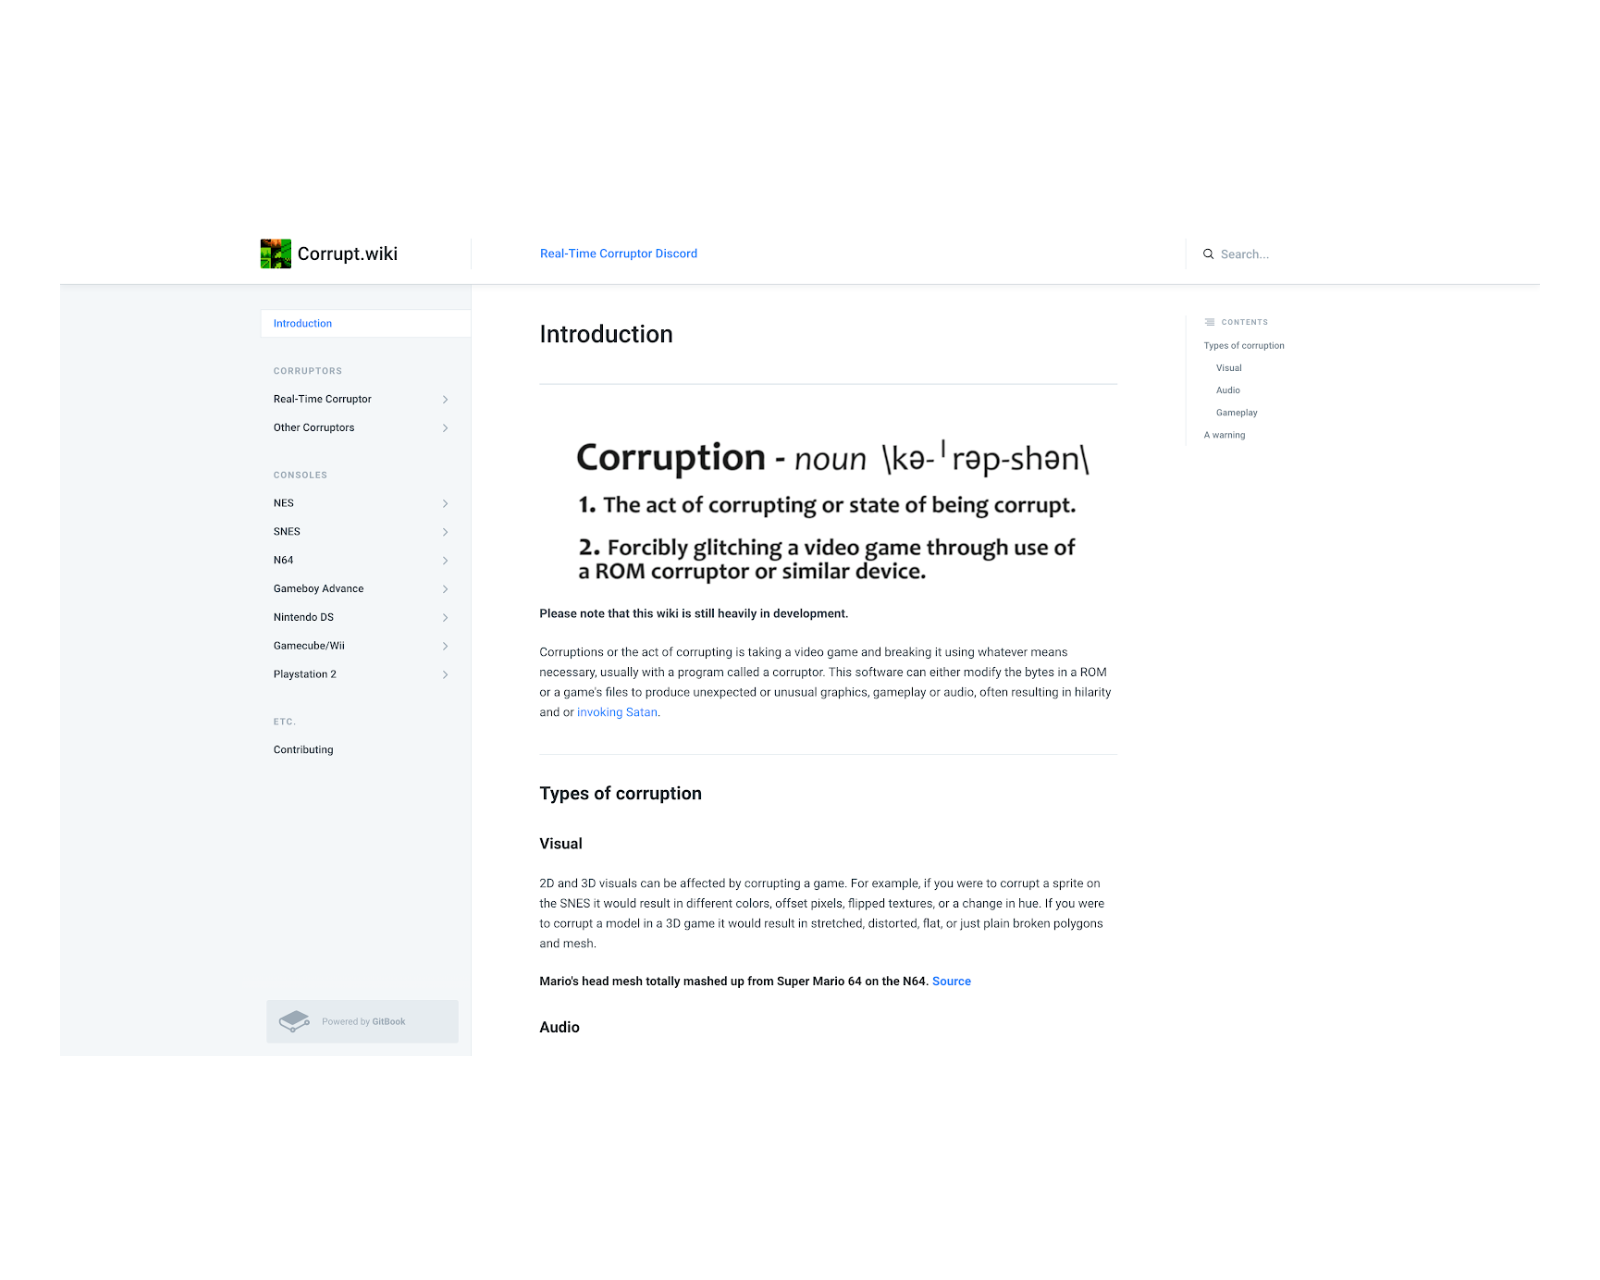 Corrupt.wiki
Real-Time Corruptor Discord
Search...
Introduction
CORRUPTORS
Real-Time Corruptor
Other Corruptors
CONSOLES
NES
SNES
N64
Gameboy Advance
Nintendo DS
Gamecube/Wii
Playstation 2
ETC.
Contributing
Powered by GitBook
Introduction
Corruption - noun \kə-ˈrəp-shən\
1. The act of corrupting or state of being corrupt.
2. Forcibly glitching a video game through use of
a ROM corruptor or similar device.
Please note that this wiki is still heavily in development.
Corruptions or the act of corrupting is taking a video game and breaking it using whatever means
necessary, usually with a program called a corruptor. This software can either modify the bytes in a ROM
or a game's files to produce unexpected or unusual graphics, gameplay or audio, often resulting in hilarity
and or invoking Satan.
Types of corruption
Visual
2D and 3D visuals can be affected by corrupting a game. For example, if you were to corrupt a sprite on
the SNES it would result in different colors, offset pixels, flipped textures, or a change in hue. If you were
to corrupt a model in a 3D game it would result in stretched, distorted, flat, or just plain broken polygons
and mesh.
Mario's head mesh totally mashed up from Super Mario 64 on the N64. Source
Audio
CONTENTS
Types of corruption
Visual
Audio
Gameplay
A warning